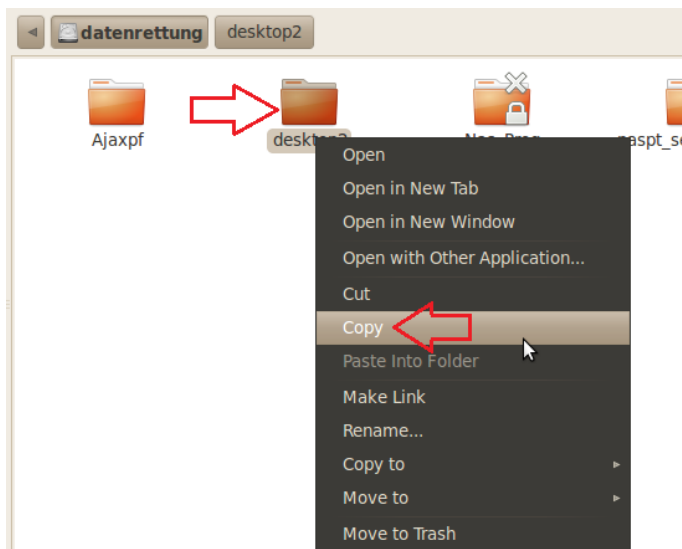 datenrettung desktop2
Ajaxpf
Open
Open in New Tab
Open in New Window
Open with Other Application...
Cut
Copy
Paste Into Folder
Make Link
Rename...
Copy to
Move to
Move to Trash